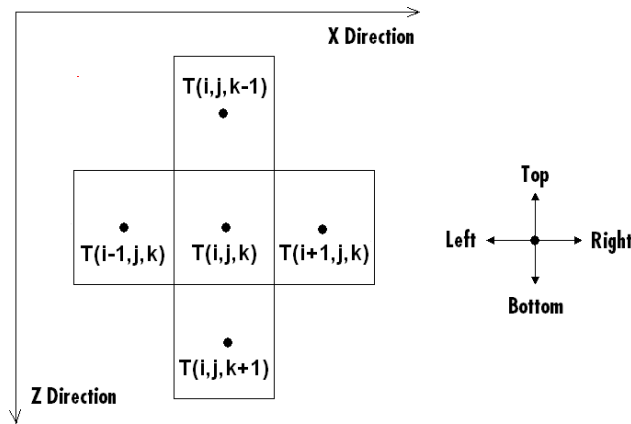 X Direction
T(i,j,k-1)
T(i-1,j,k) T(i,j,k) T(i+1,j,k)
T(i,j,k+1)
Z Direction
Top
Left Right
Bottom